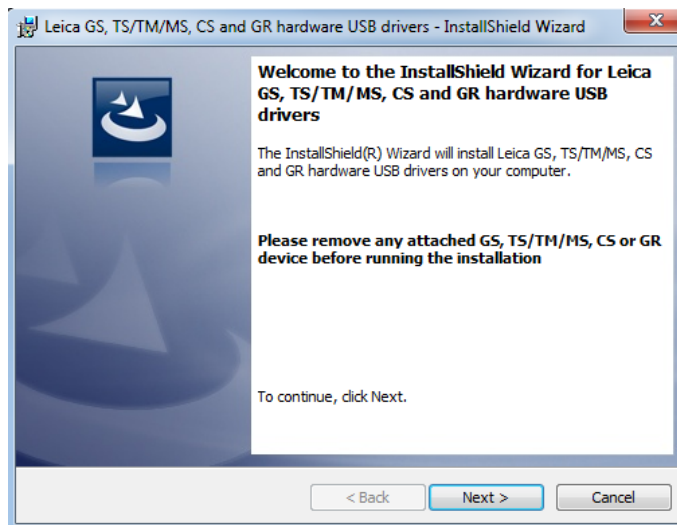 Leica GS, TS/TM/MS, CS and GR hardware USB drivers - InstallShield Wizard
Welcome to the InstallShield Wizard for Leica
GS, TS/TM/MS, CS and GR hardware USB
drivers
The InstallShield(R) Wizard will install Leica GS, TS/TM/MS, CS
and GR hardware USB drivers on your computer.
Please remove any attached GS, TS/TM/MS, CS or GR
device before running the installation
To continue, click Next.
< Back
Next >
Cancel